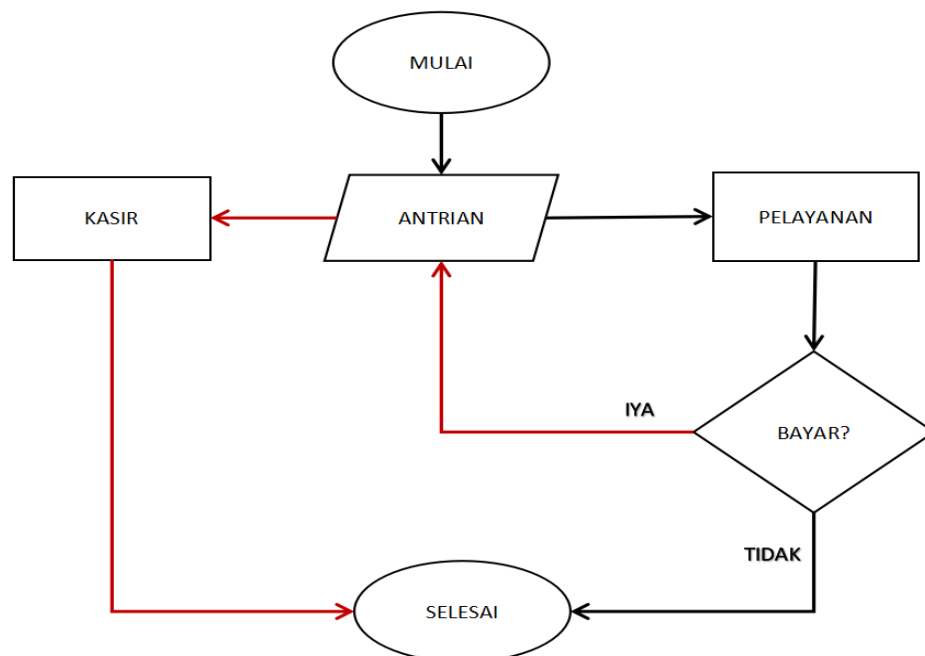 MULAI
KASIR
ANTRIAN
PELAYANAN
IYA
BAYAR?
TIDAK
SELESAI